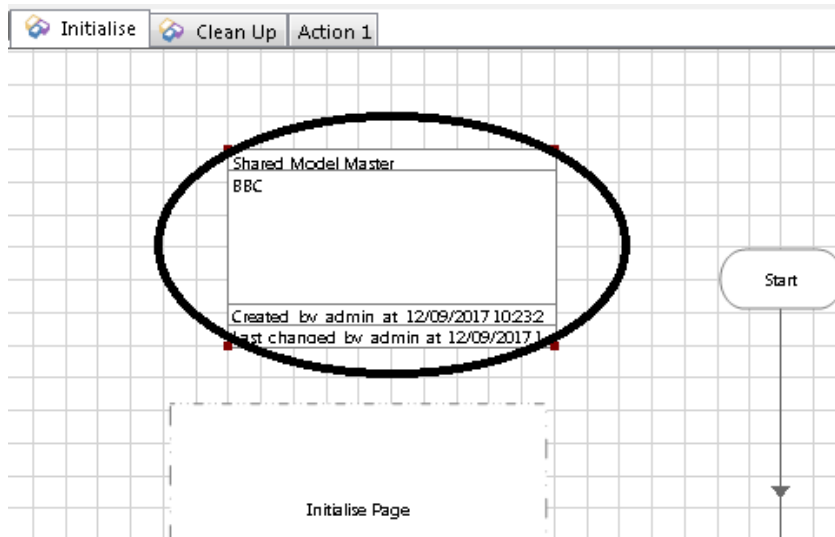 Initialise
Clean Up
Action 1
Shared Model Master
BBC
Created by admin at 12/09/2017 10:23:2
Last changed by admin at 12/09/2017 1
Start
Initialise Page